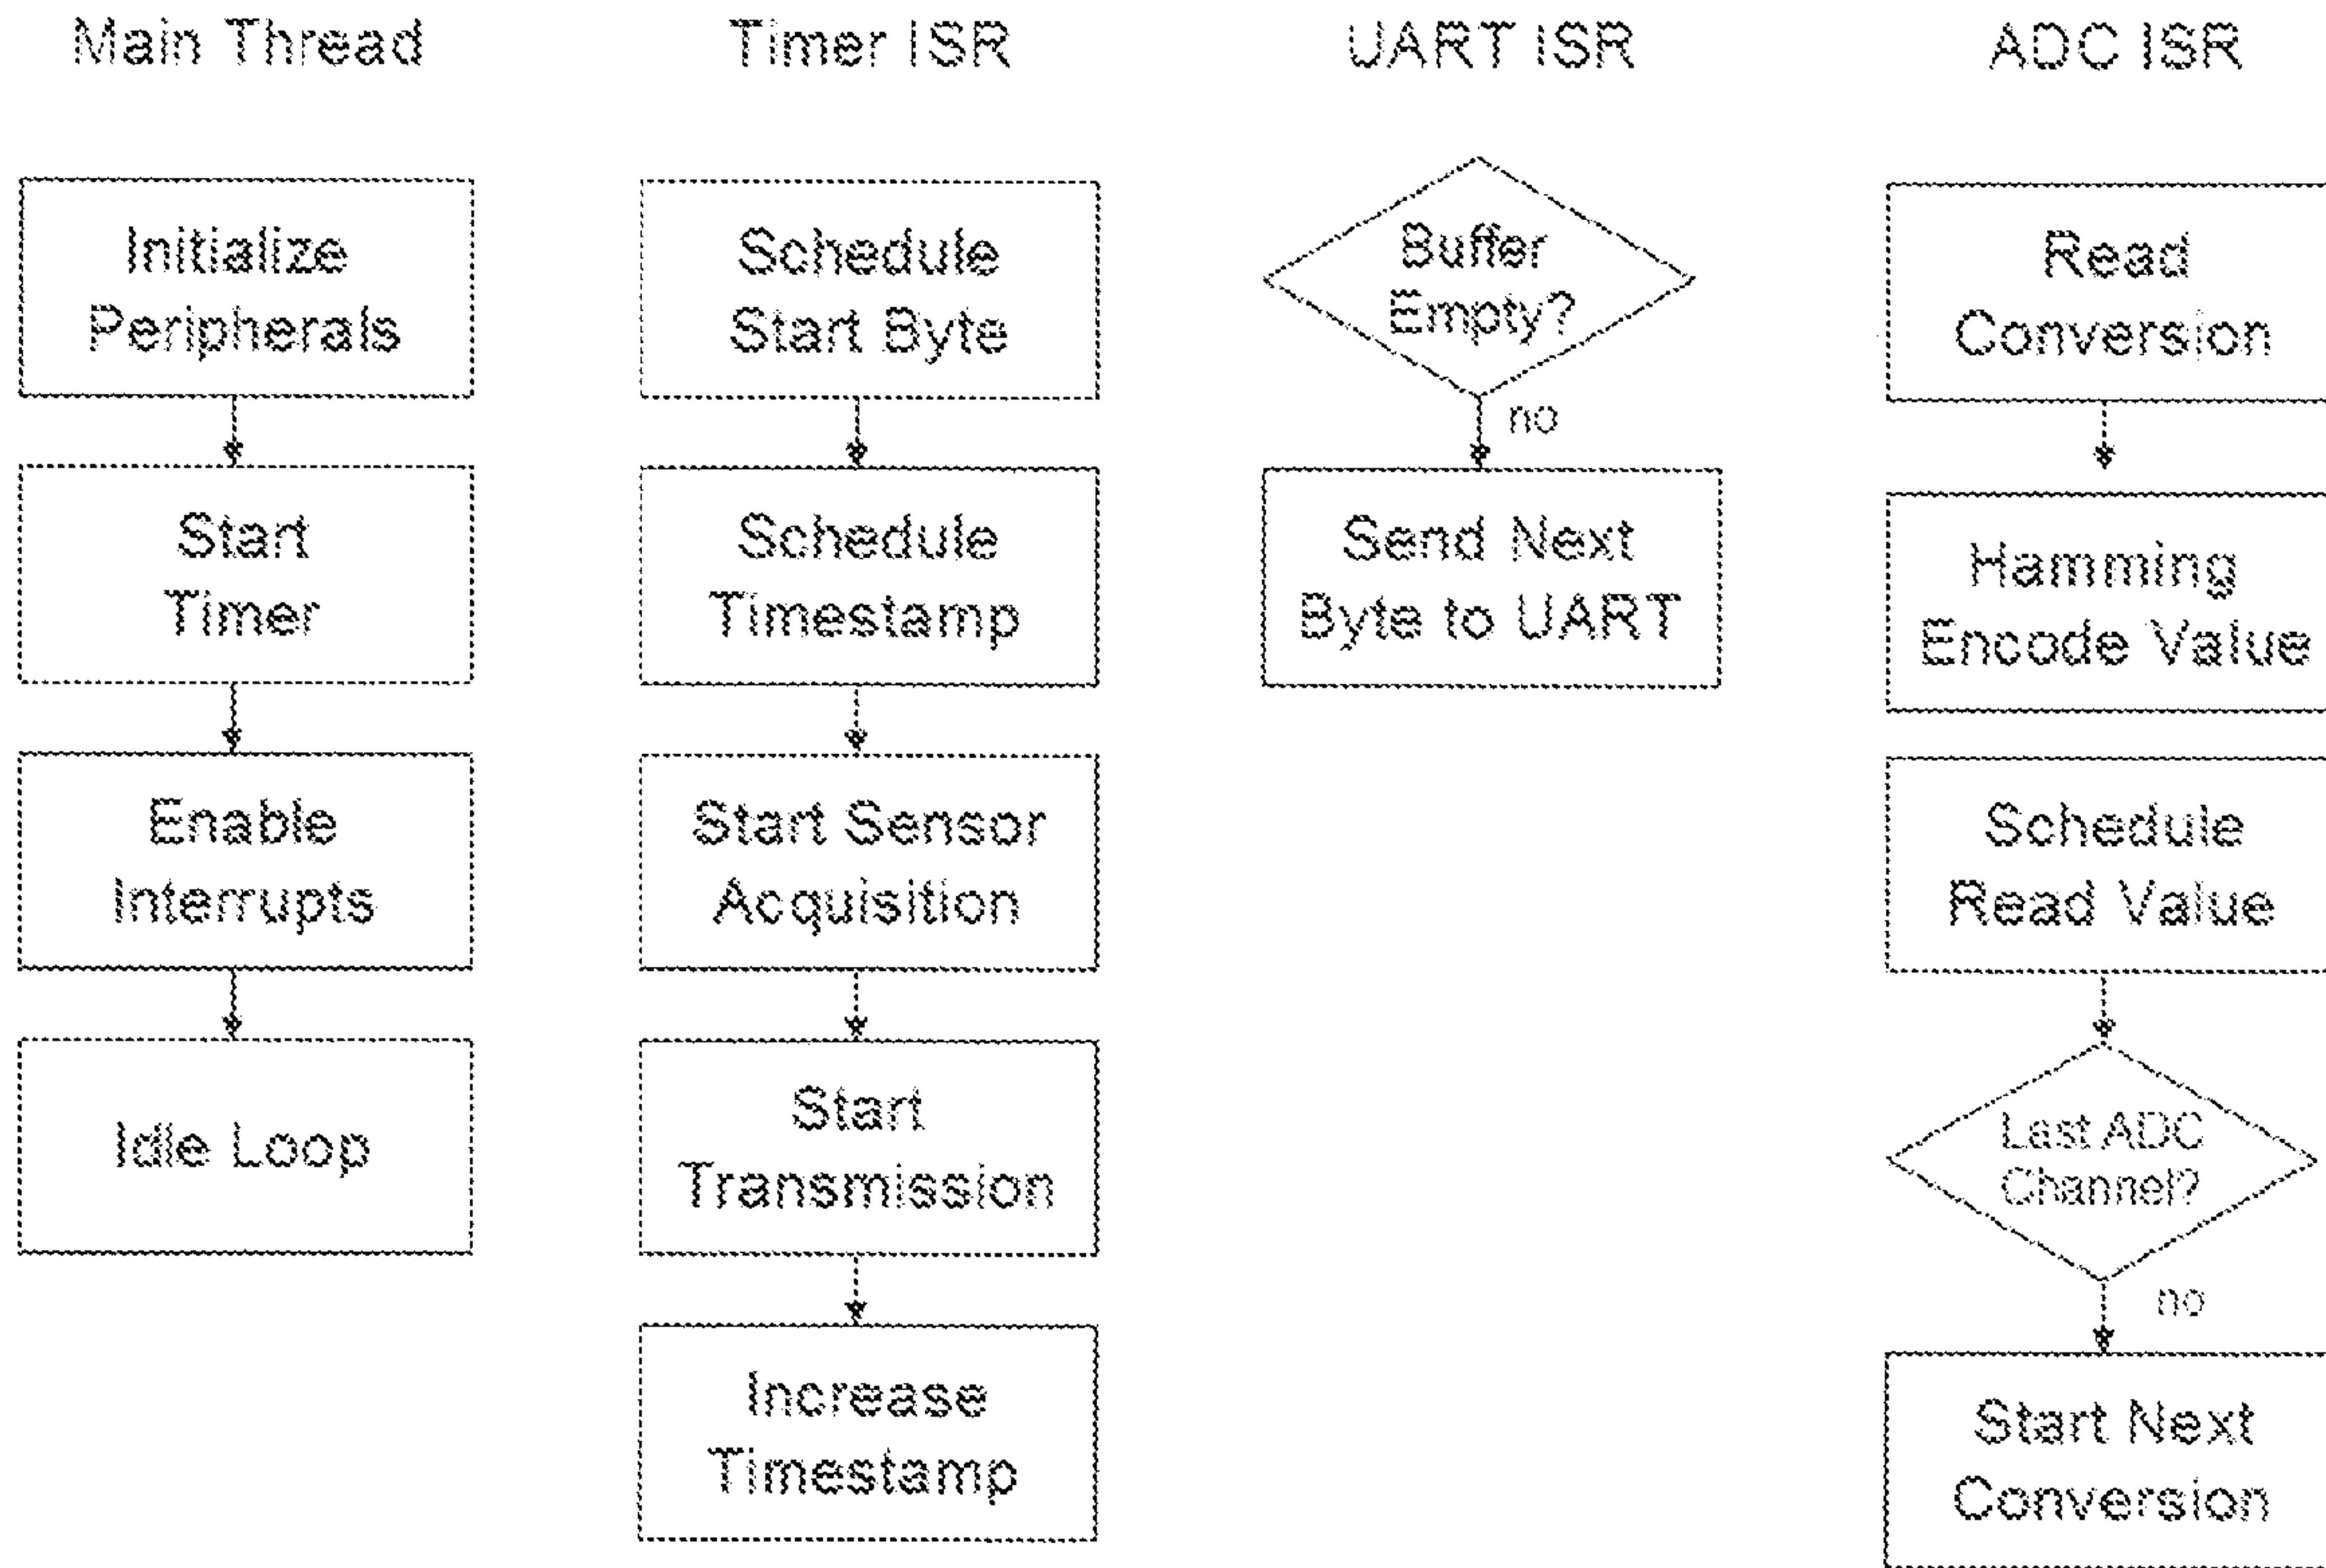 Main Thread
Initialize
Peripherals
Start
Timer
Enable
Interrupts
Idle Loop
Timer ISR
Schedule
Start Byte
Schedule
Timestamp
Start Sensor
Acquisition
Start
Transmission
Increase
Timestamp
UART ISR
Buffer
Empty?
no
Send Next
Byte to UART
ADC ISR
Read
Conversion
Hamming
Encode Value
Schedule
Read Value
Last ADC
Channel?
no
Start Next
Conversion